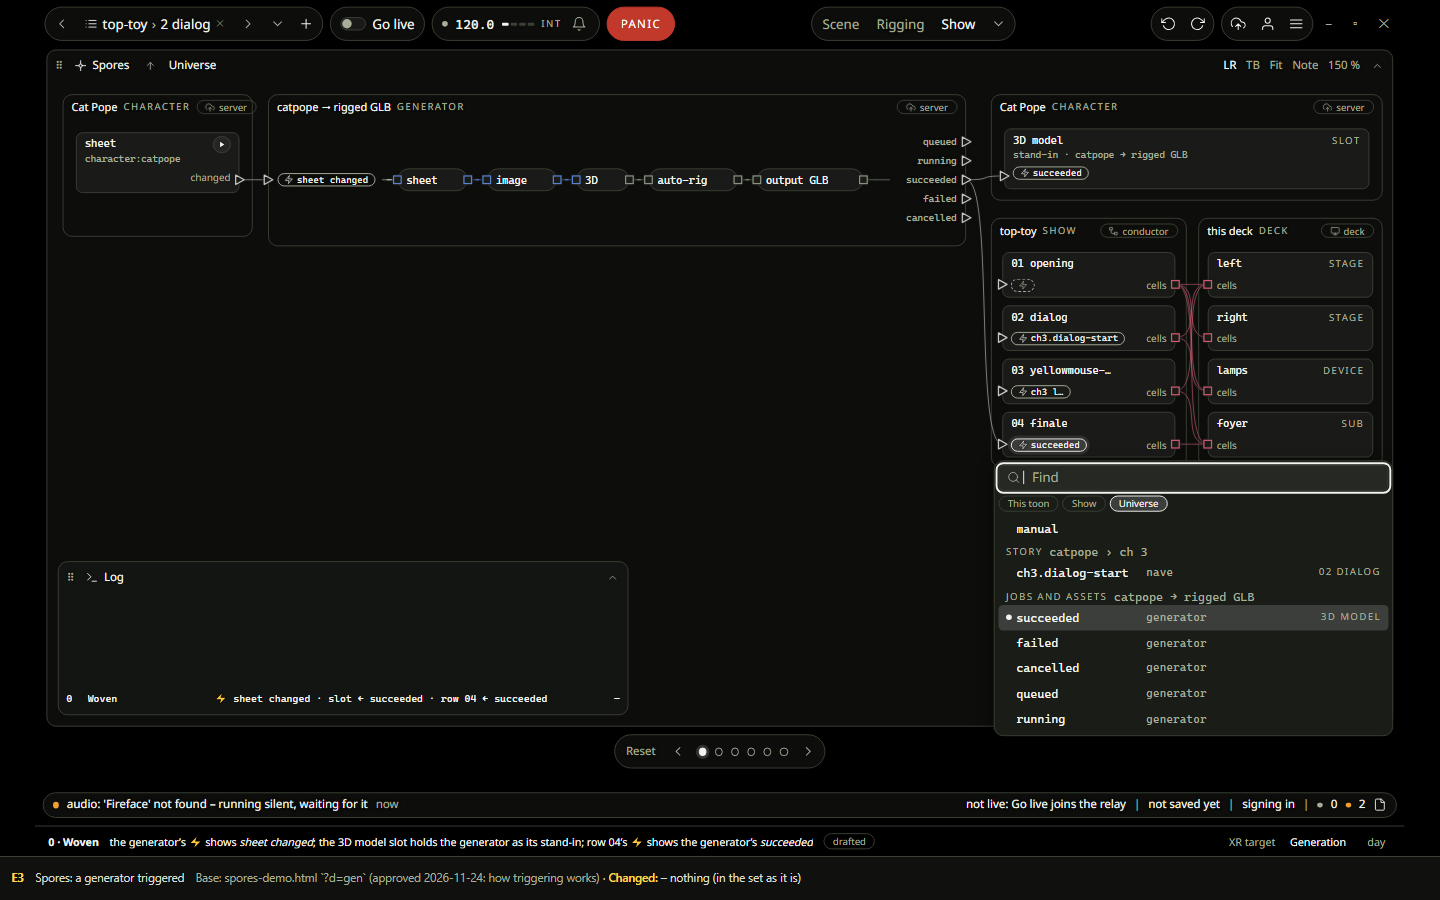 top-toy › 2 dialog
Go live
120.0
INT
PANIC
Scene
Rigging
Show
Spores
Universe
LR
TB
Fit
Note
150 %
Cat Pope CHARACTER
server
sheet
character:catpope
changed
catpope → rigged GLB GENERATOR
server
sheet changed
sheet
image
3D
auto-rig
output GLB
queued
running
succeeded
failed
cancelled
Cat Pope CHARACTER
server
3D model
SLOT
stand-in · catpope → rigged GLB
succeeded
top-toy SHOW
conductor
01 opening
cells
02 dialog
ch3.dialog-start
cells
03 yellowmouse-…
ch3 l…
cells
04 finale
succeeded
cells
this deck DECK
deck
left
STAGE
cells
right
STAGE
cells
lamps
DEVICE
cells
foyer
SUB
cells
Find
This toon
Show
Universe
manual
STORY catpope › ch 3
ch3.dialog-start nave 02 DIALOG
JOBS AND ASSETS catpope → rigged GLB
succeeded generator 3D MODEL
failed generator
cancelled generator
queued generator
running generator
Log
0 Woven ⚡ sheet changed · slot ← succeeded · row 04 ← succeeded —
Reset
audio: 'Fireface' not found – running silent, waiting for it now
not live: Go live joins the relay | not saved yet | signing in | 0 2
0 · Woven the generator's ⚡ shows sheet changed; the 3D model slot holds the generator as its stand-in; row 04's ⚡ shows the generator's succeeded drafted
XR target Generation day
E3 Spores: a generator triggered Base: spores-demo.html `?d=gen` (approved 2026-11-24: how triggering works) · Changed: – nothing (in the set as it is)